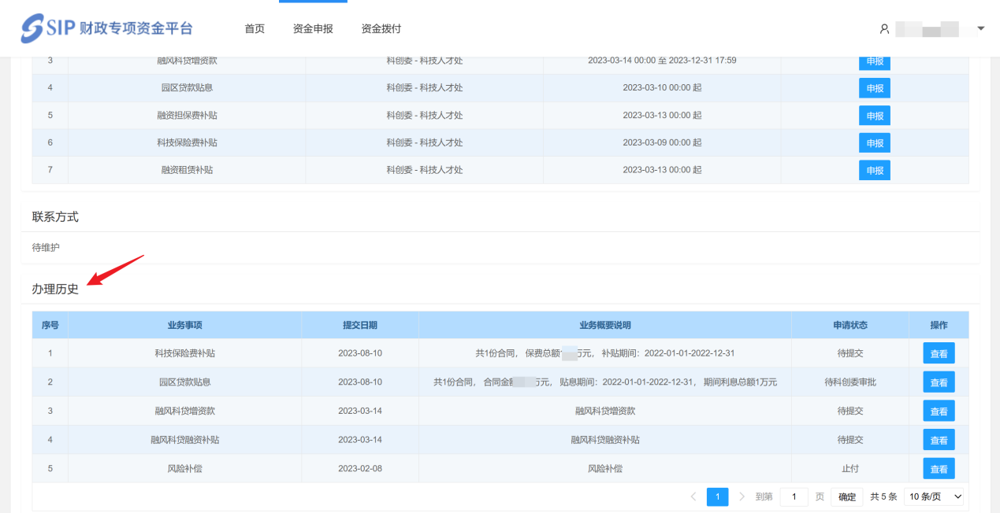 SIP 财政专项资金平台 首页 资金申报 资金拨付
3 融风科贷增资款 科创委 - 科技人才处 2023-03-14 00:00 至 2023-12-31 17:59 申报
4 园区贷款贴息 科创委 - 科技人才处 2023-03-10 00:00 起 申报
5 融资担保费补贴 科创委 - 科技人才处 2023-03-13 00:00 起 申报
6 科技保险费补贴 科创委 - 科技人才处 2023-03-09 00:00 起 申报
7 融资租赁补贴 科创委 - 科技人才处 2023-03-13 00:00 起 申报
联系方式
待维护
办理历史
序号 业务事项 提交日期 业务概要说明 申请状态 操作
1 科技保险费补贴 2023-08-10 共1份合同， 保费总额 万元， 补贴期间：2022-01-01-2022-12-31 待提交 查看
2 园区贷款贴息 2023-08-10 共1份合同， 合同金额 万元， 贴息期间：2022-01-01-2022-12-31， 期间利息总额1万元 待科创委审批 查看
3 融风科贷增资款 2023-03-14 融风科贷增资款 待提交 查看
4 融风科贷融资补贴 2023-03-14 融风科贷融资补贴 待提交 查看
5 风险补偿 2023-02-08 风险补偿 止付 查看
1 到第 1 页 确定 共 5 条 10 条/页